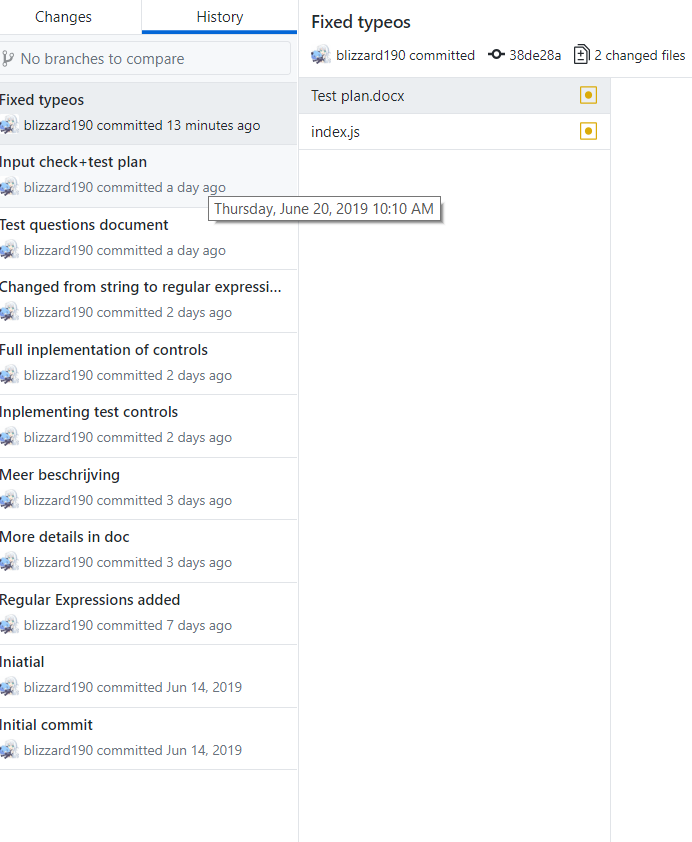 Changes
History
No branches to compare
Fixed typeos
blizzard190 committed 13 minutes ago
Input check+test plan
blizzard190 committed a day ago
Thursday, June 20, 2019 10:10 AM
Test questions document
blizzard190 committed a day ago
Changed from string to regular expressi...
blizzard190 committed 2 days ago
Full inplementation of controls
blizzard190 committed 2 days ago
Inplementing test controls
blizzard190 committed 2 days ago
Meer beschrijving
blizzard190 committed 3 days ago
More details in doc
blizzard190 committed 3 days ago
Regular Expressions added
blizzard190 committed 7 days ago
Iniatial
blizzard190 committed Jun 14, 2019
Initial commit
blizzard190 committed Jun 14, 2019
Fixed typeos
blizzard190 committed 38de28a 2 changed files
Test plan.docx
index.js